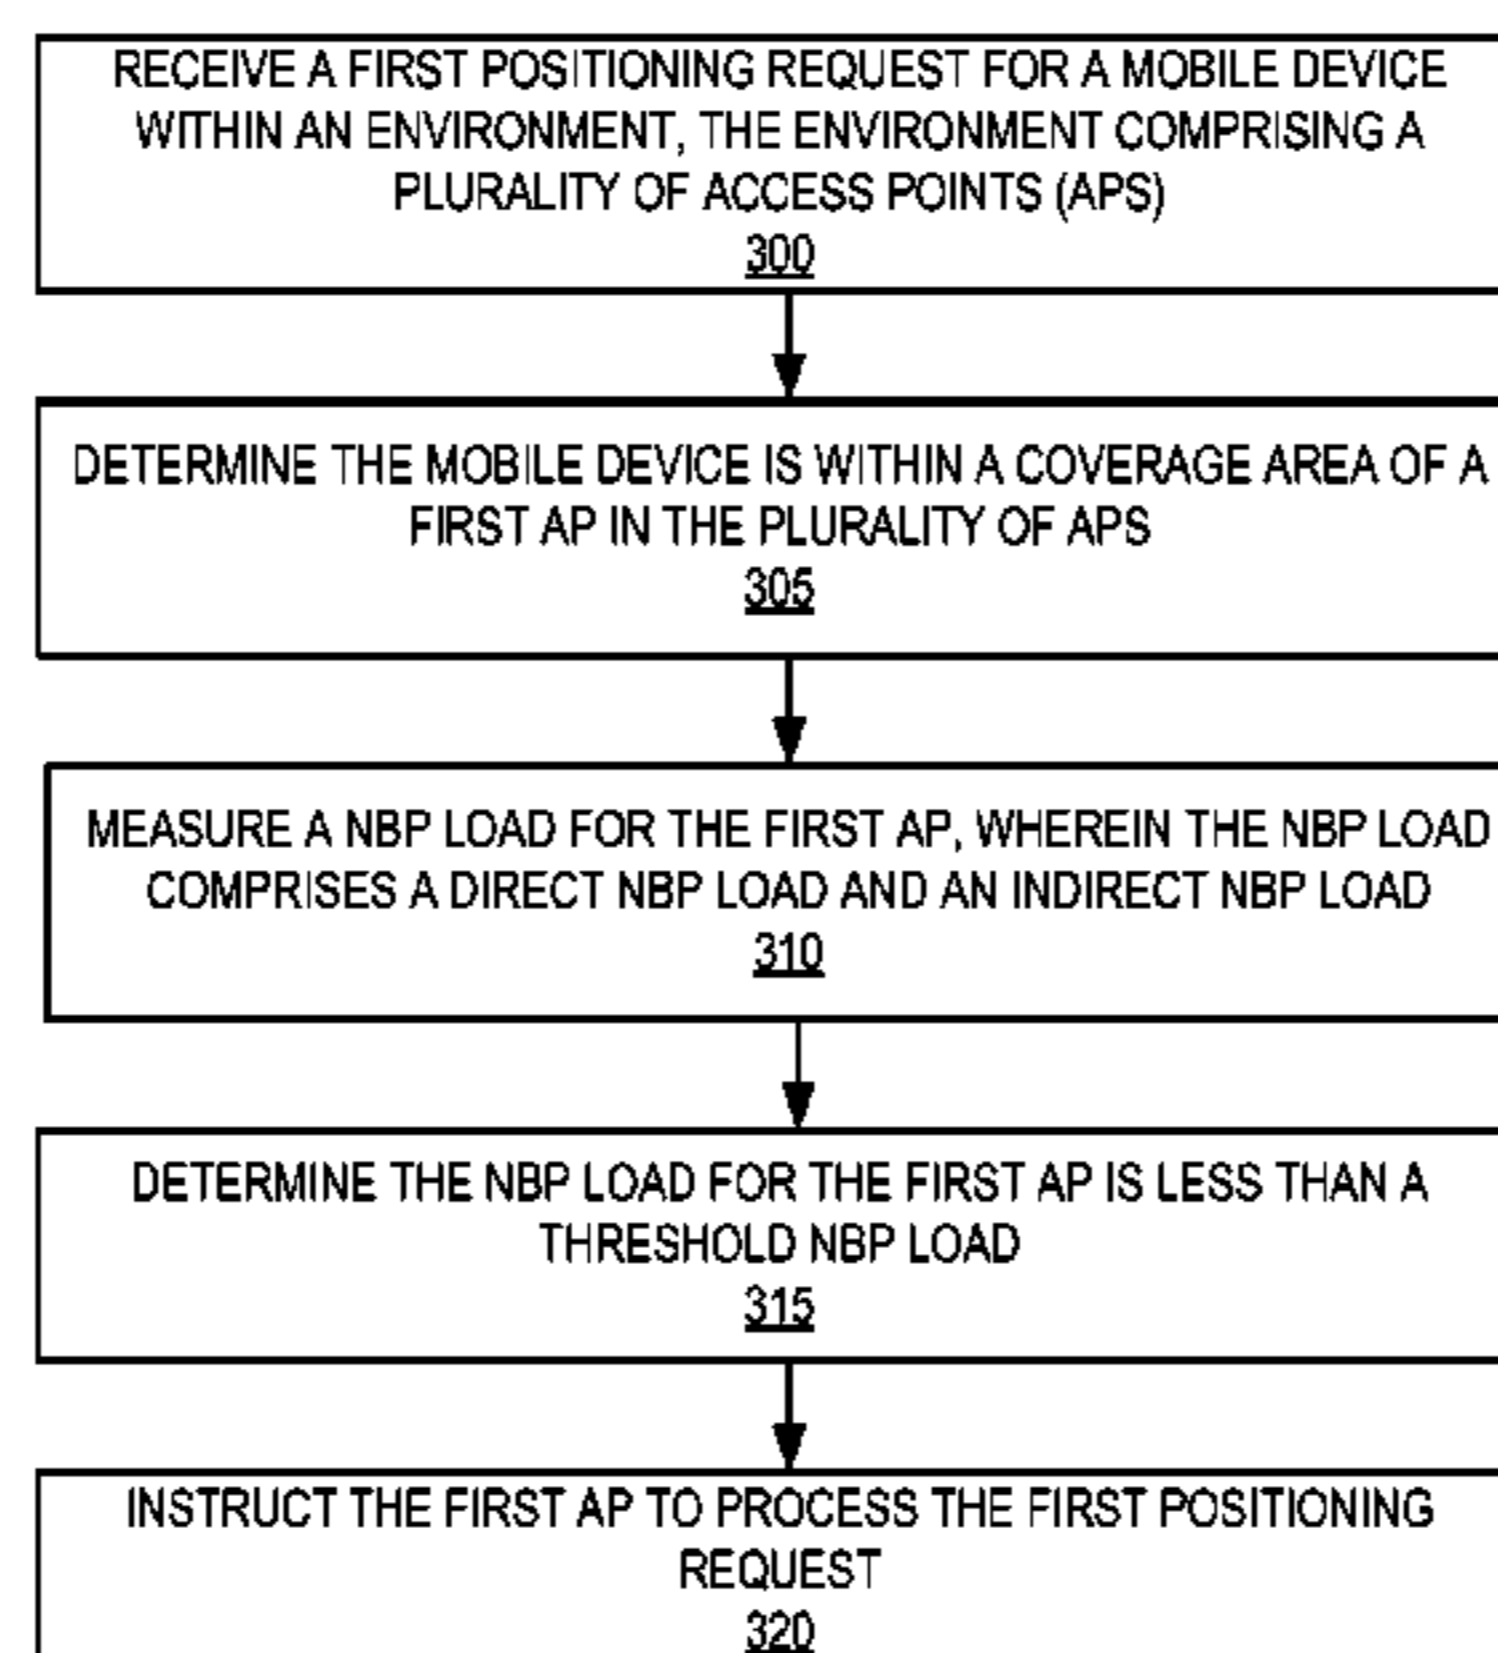 RECEIVE A FIRST POSITIONING REQUEST FOR A MOBILE DEVICE
WITHIN AN ENVIRONMENT, THE ENVIRONMENT COMPRISING A
PLURALITY OF ACCESS POINTS (APS)
300
DETERMINE THE MOBILE DEVICE IS WITHIN A COVERAGE AREA OF A
FIRST AP IN THE PLURALITY OF APS
305
MEASURE A NBP LOAD FOR THE FIRST AP, WHEREIN THE NBP LOAD
COMPRISES A DIRECT NBP LOAD AND AN INDIRECT NBP LOAD
310
DETERMINE THE NBP LOAD FOR THE FIRST AP IS LESS THAN A
THRESHOLD NBP LOAD
315
INSTRUCT THE FIRST AP TO PROCESS THE FIRST POSITIONING
REQUEST
320